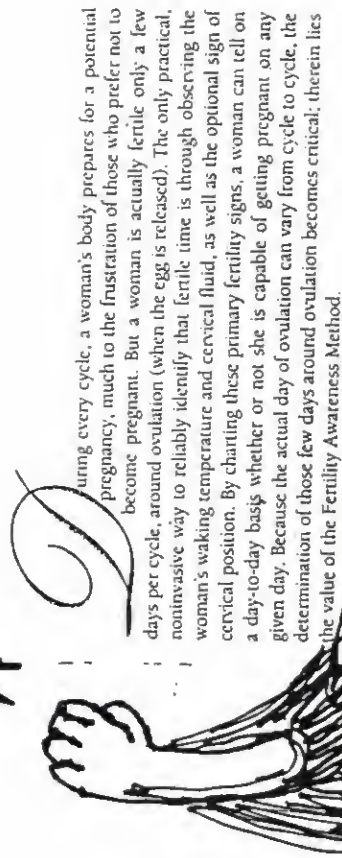 During every cycle, a woman's body prepares for a potential
pregnancy, much to the frustration of those who prefer not to
become pregnant. But a woman is actually fertile only a few
days per cycle, around ovulation (when the egg is released). The only practical,
noninvasive way to reliably identify that fertile time is through observing the
woman's waking temperature and cervical fluid, as well as the optional sign of
cervical position. By charting these primary fertility signs, a woman can tell on
a day-to-day basis whether or not she is capable of getting pregnant on any
given day. Because the actual day of ovulation can vary from cycle to cycle, the
determination of those few days around ovulation becomes critical; therein lies
the value of the Fertility Awareness Method.